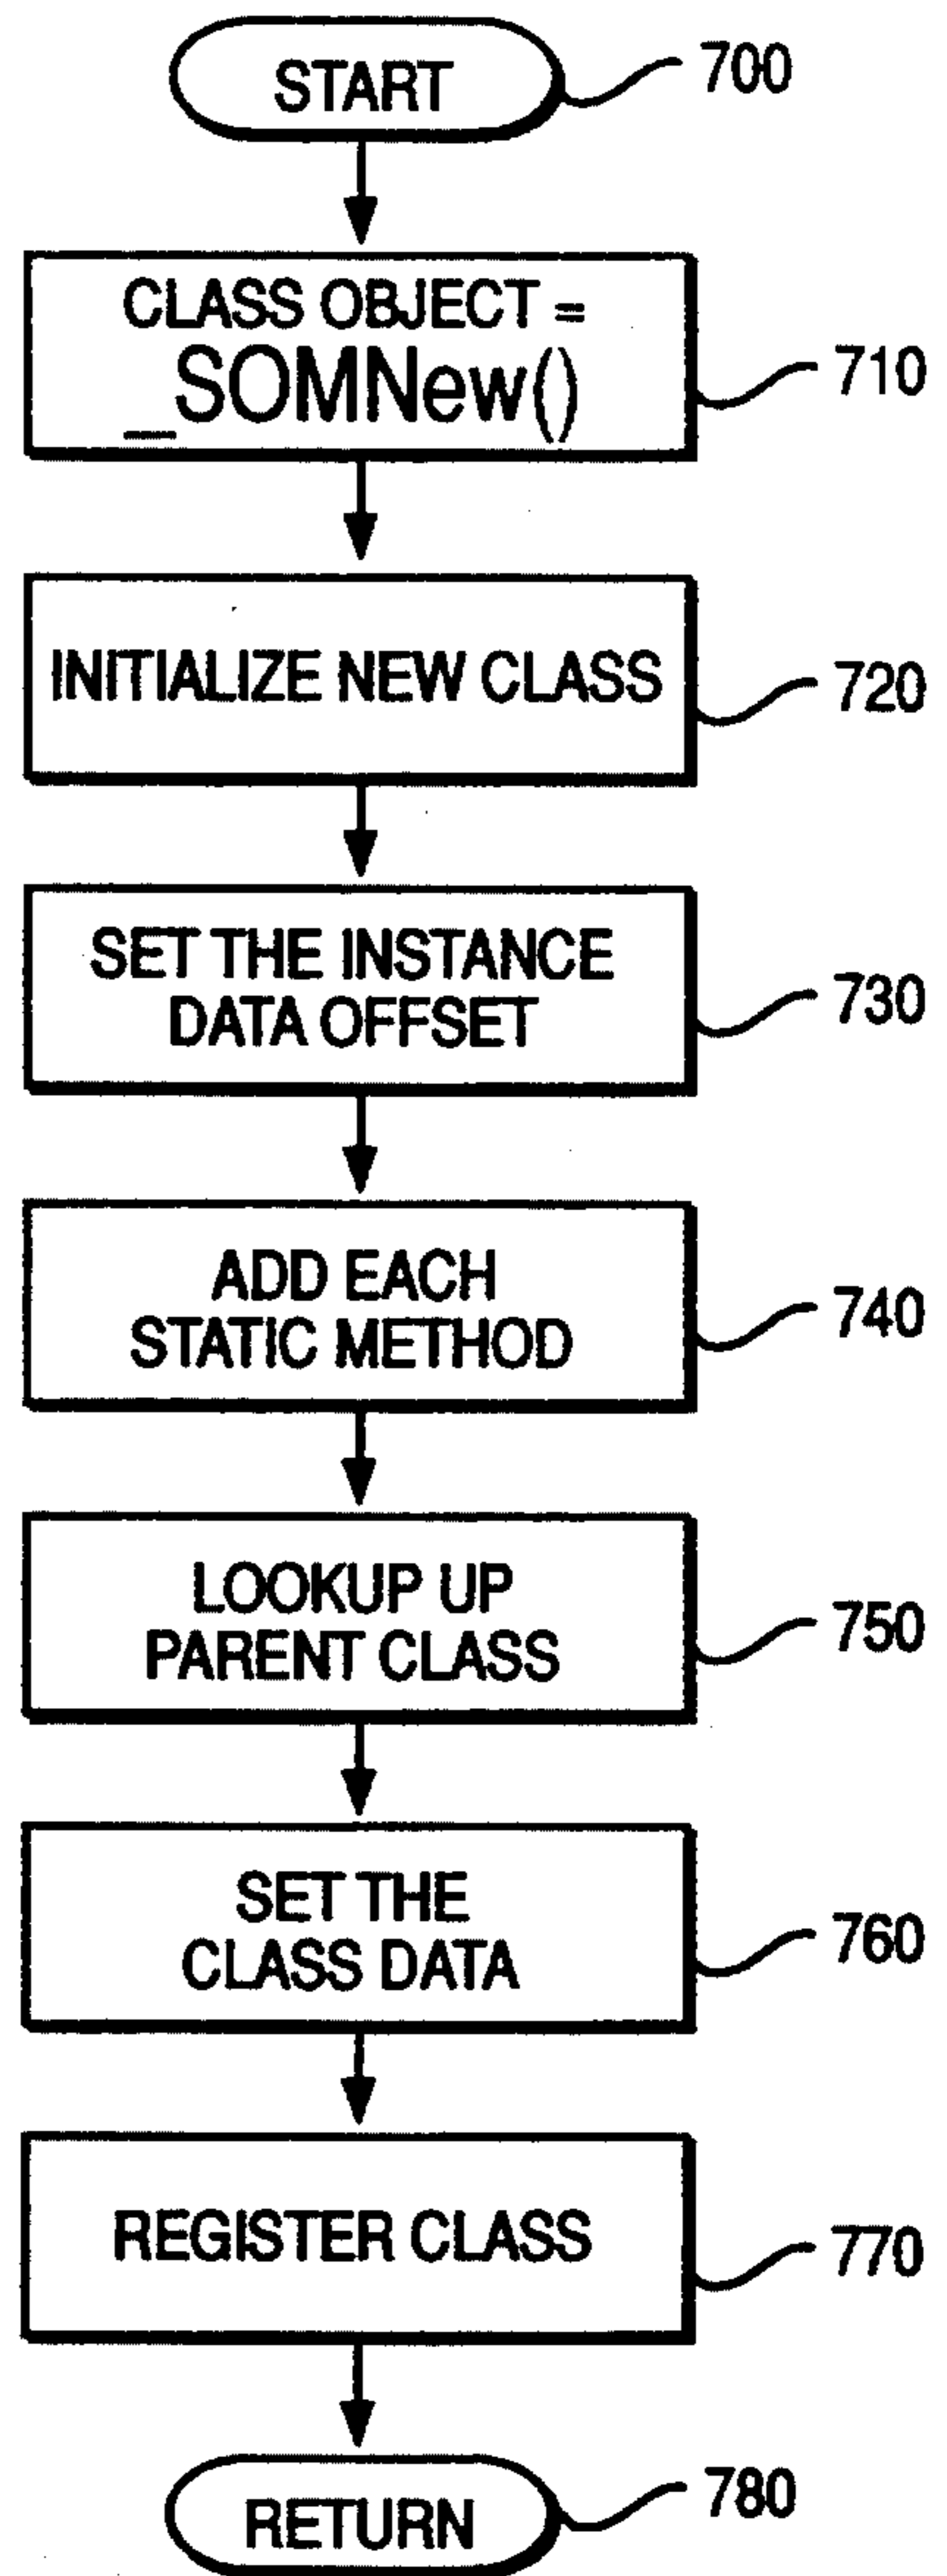 START
700
CLASS OBJECT =
_SOMNew()
710
INITIALIZE NEW CLASS
720
SET THE INSTANCE
DATA OFFSET
730
ADD EACH
STATIC METHOD
740
LOOKUP UP
PARENT CLASS
750
SET THE
CLASS DATA
760
REGISTER CLASS
770
RETURN
780